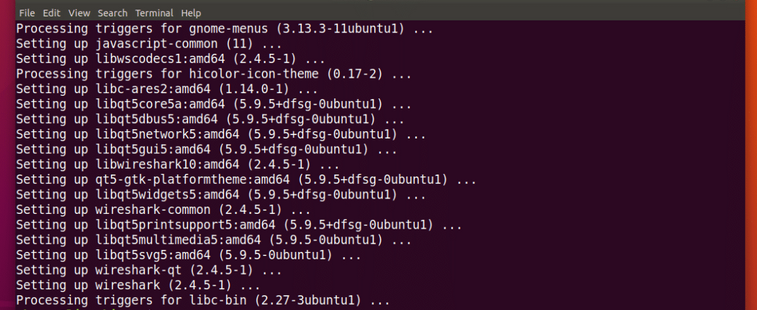 File Edit View Search Terminal Help
Processing triggers for gnome-menus (3.13.3-11ubuntu1) ...
Setting up javascript-common (11) ...
Setting up libwscodecs1:amd64 (2.4.5-1) ...
Processing triggers for hicolor-icon-theme (0.17-2) ...
Setting up libc-ares2:amd64 (1.14.0-1) ...
Setting up libqt5core5a:amd64 (5.9.5+dfsg-0ubuntu1) ...
Setting up libqt5dbus5:amd64 (5.9.5+dfsg-0ubuntu1) ...
Setting up libqt5network5:amd64 (5.9.5+dfsg-0ubuntu1) ...
Setting up libqt5gui5:amd64 (5.9.5+dfsg-0ubuntu1) ...
Setting up libwireshark10:amd64 (2.4.5-1) ...
Setting up qt5-gtk-platformtheme:amd64 (5.9.5+dfsg-0ubuntu1) ...
Setting up libqt5widgets5:amd64 (5.9.5+dfsg-0ubuntu1) ...
Setting up wireshark-common (2.4.5-1) ...
Setting up libqt5printsupport5:amd64 (5.9.5+dfsg-0ubuntu1) ...
Setting up libqt5multimedia5:amd64 (5.9.5-0ubuntu1) ...
Setting up libqt5svg5:amd64 (5.9.5-0ubuntu1) ...
Setting up wireshark-qt (2.4.5-1) ...
Setting up wireshark (2.4.5-1) ...
Processing triggers for libc-bin (2.27-3ubuntu1) ...